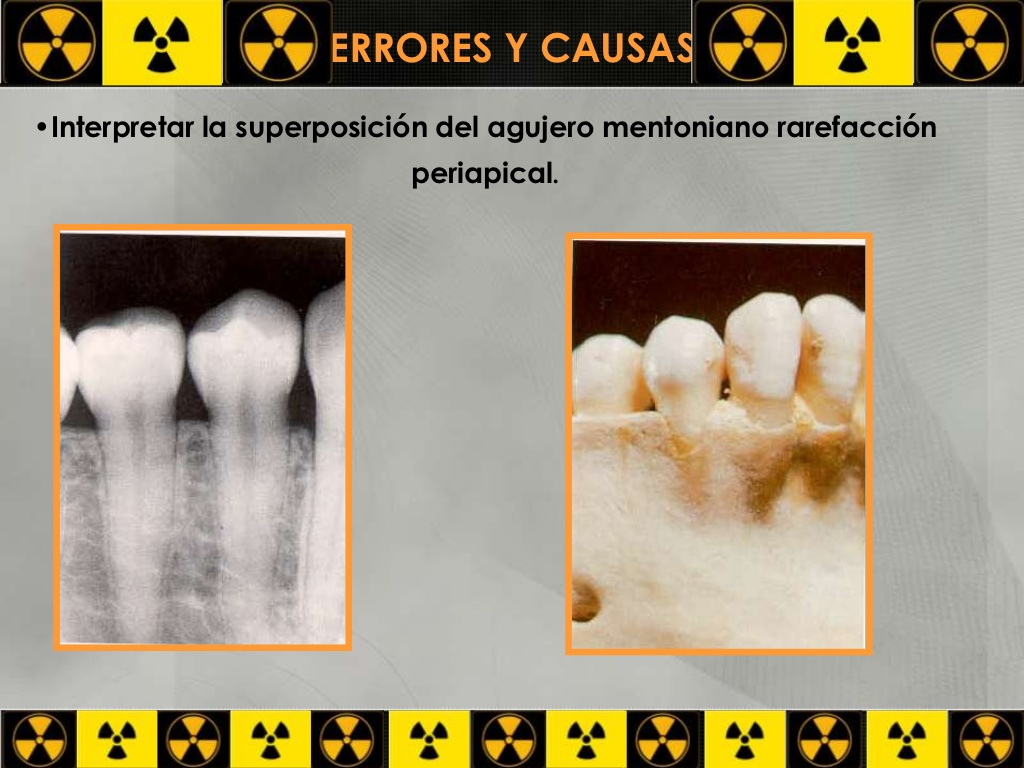 ERRORES Y CAUSAS
•Interpretar la superposición del agujero mentoniano rarefacción
periapical.